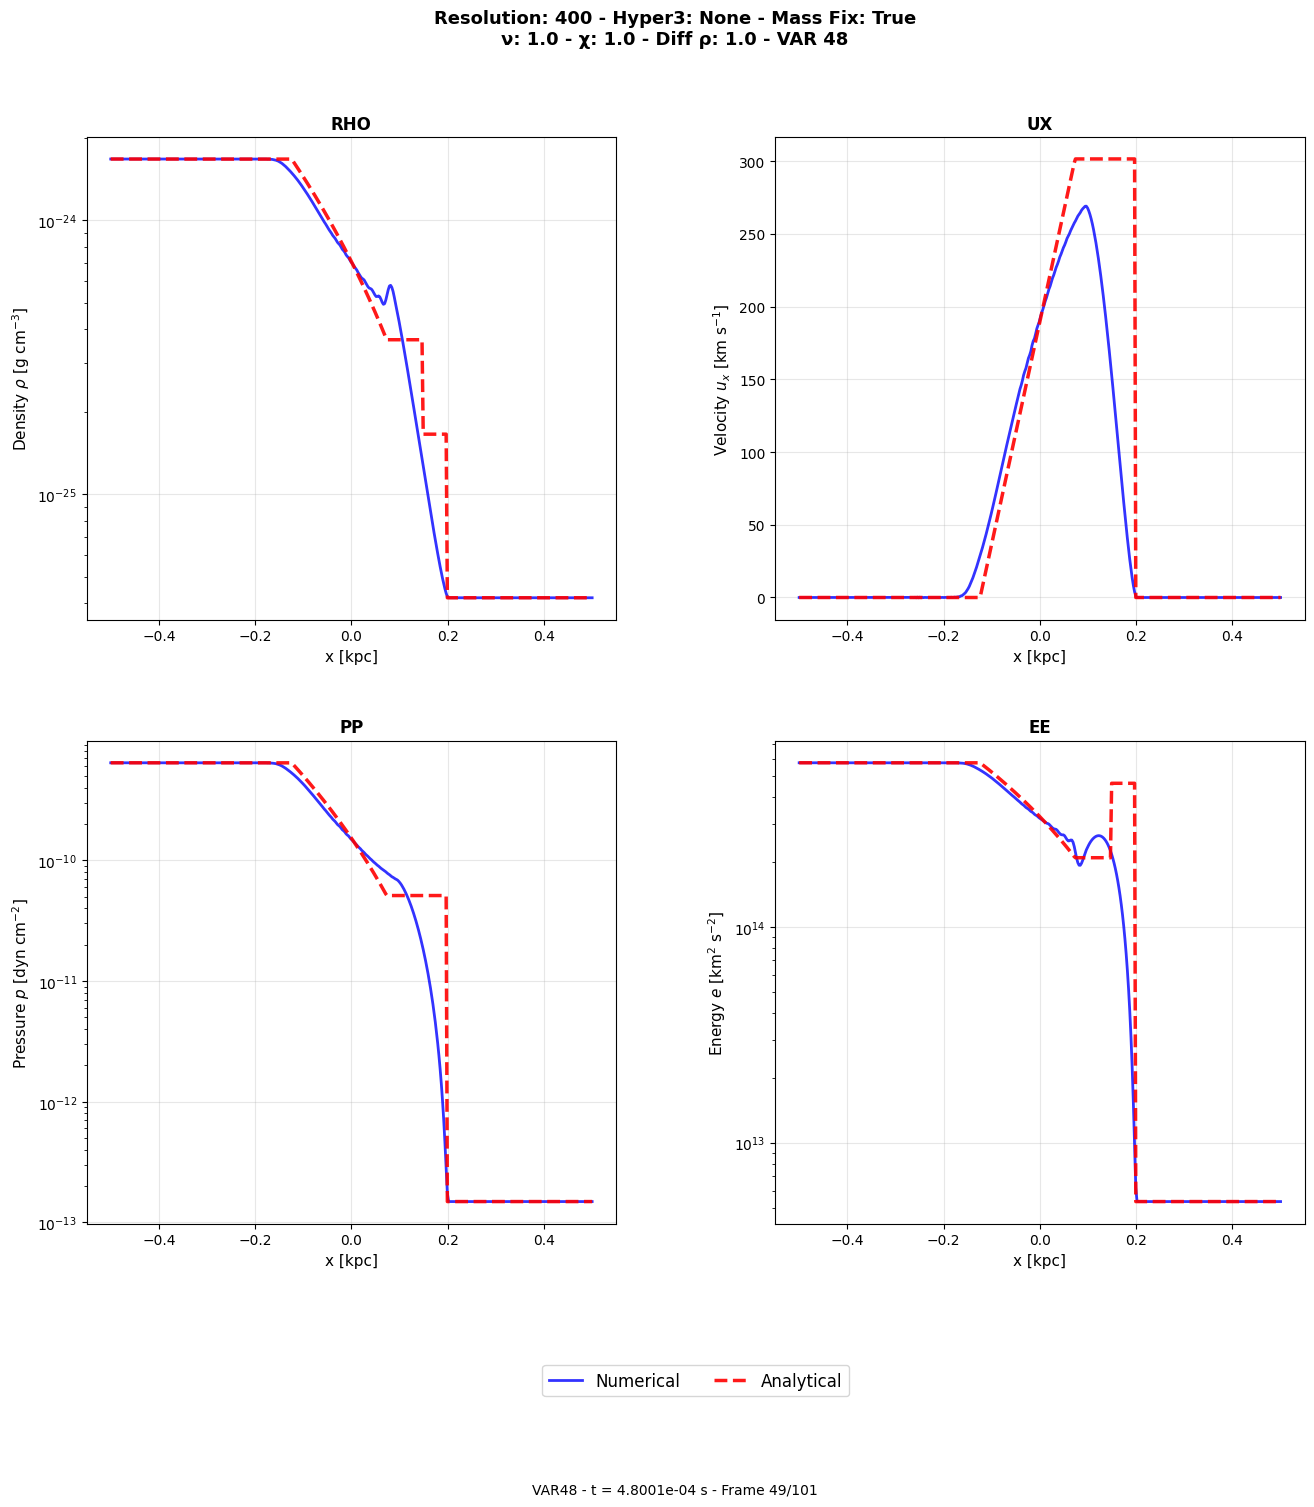 Resolution: 400 - Hyper3: None - Mass Fix: True
ν: 1.0 - χ: 1.0 - Diff ρ: 1.0 - VAR 48
RHO
Density ρ [g cm⁻³]
10⁻²⁴
10⁻²⁵
−0.4 −0.2 0.0 0.2 0.4
x [kpc]
UX
Velocity uₓ [km s⁻¹]
300
250
200
150
100
50
0
−0.4 −0.2 0.0 0.2 0.4
x [kpc]
PP
Pressure p [dyn cm⁻²]
10⁻¹⁰
10⁻¹¹
10⁻¹²
10⁻¹³
−0.4 −0.2 0.0 0.2 0.4
x [kpc]
EE
Energy e [km² s⁻²]
10¹⁴
10¹³
−0.4 −0.2 0.0 0.2 0.4
x [kpc]
Numerical Analytical
VAR48 - t = 4.8001e-04 s - Frame 49/101